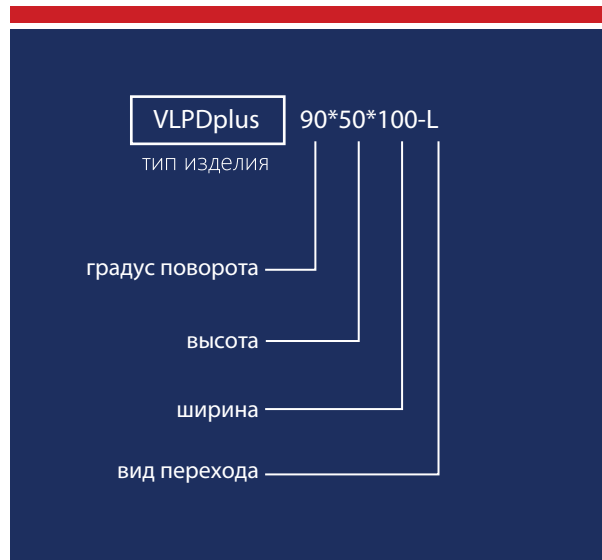 VLPDplus 90*50*100-L
тип изделия
градус поворота
высота
ширина
вид перехода